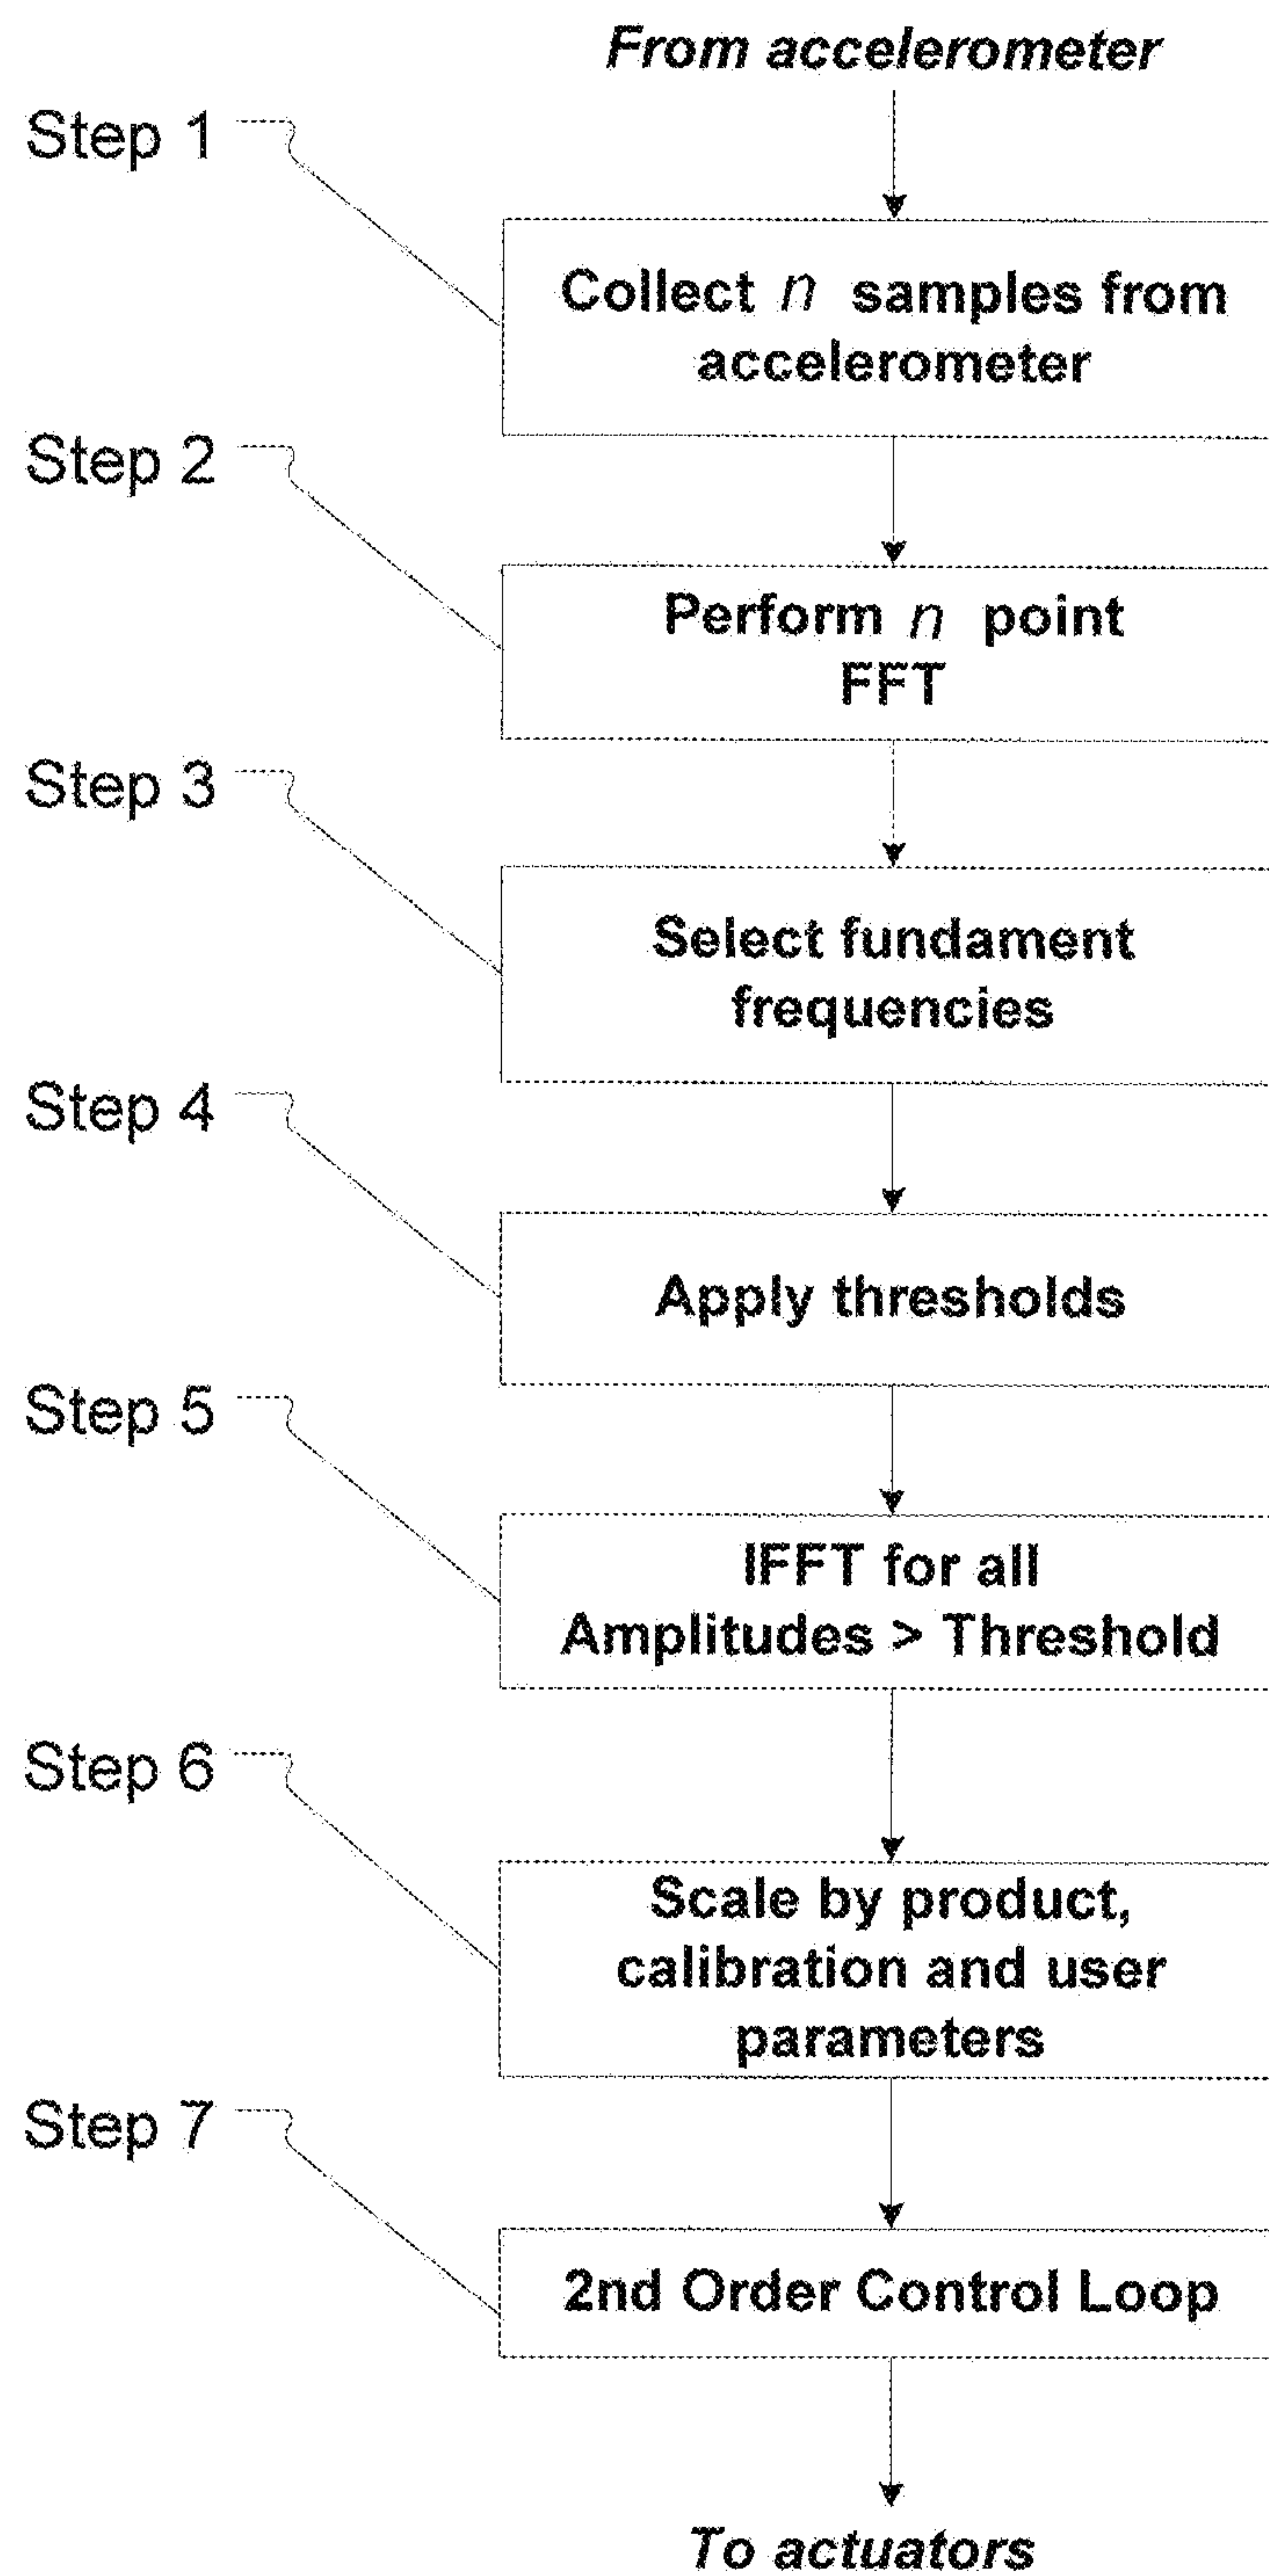 From accelerometer
Step 1
Collect n samples from
accelerometer
Step 2
Perform n point
FFT
Step 3
Select fundament
frequencies
Step 4
Apply thresholds
Step 5
IFFT for all
Amplitudes > Threshold
Step 6
Scale by product,
calibration and user
parameters
Step 7
2nd Order Control Loop
To actuators